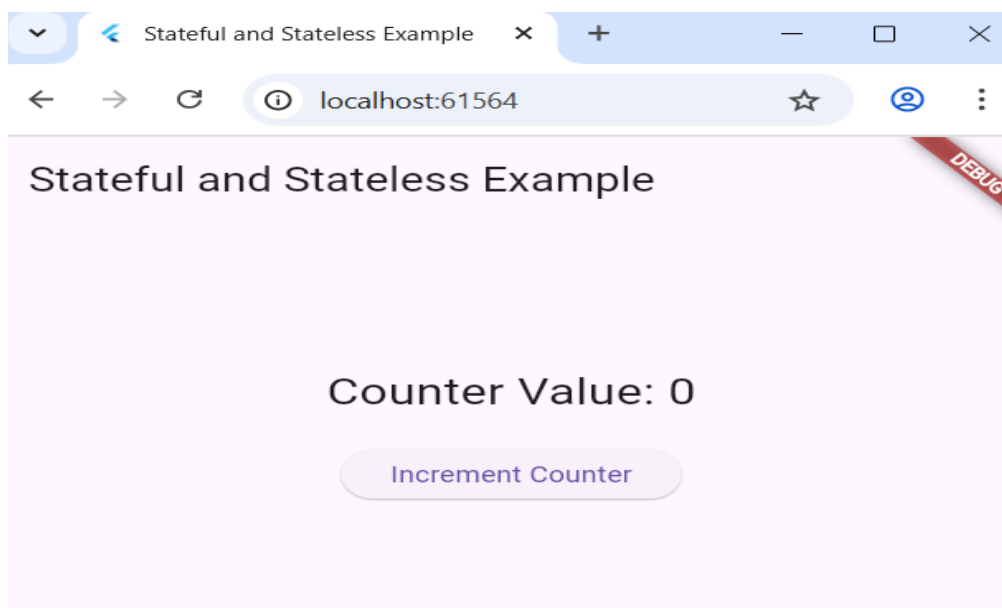 Stateful and Stateless Example
localhost:61564
Stateful and Stateless Example
DEBUG
Counter Value: 0
Increment Counter